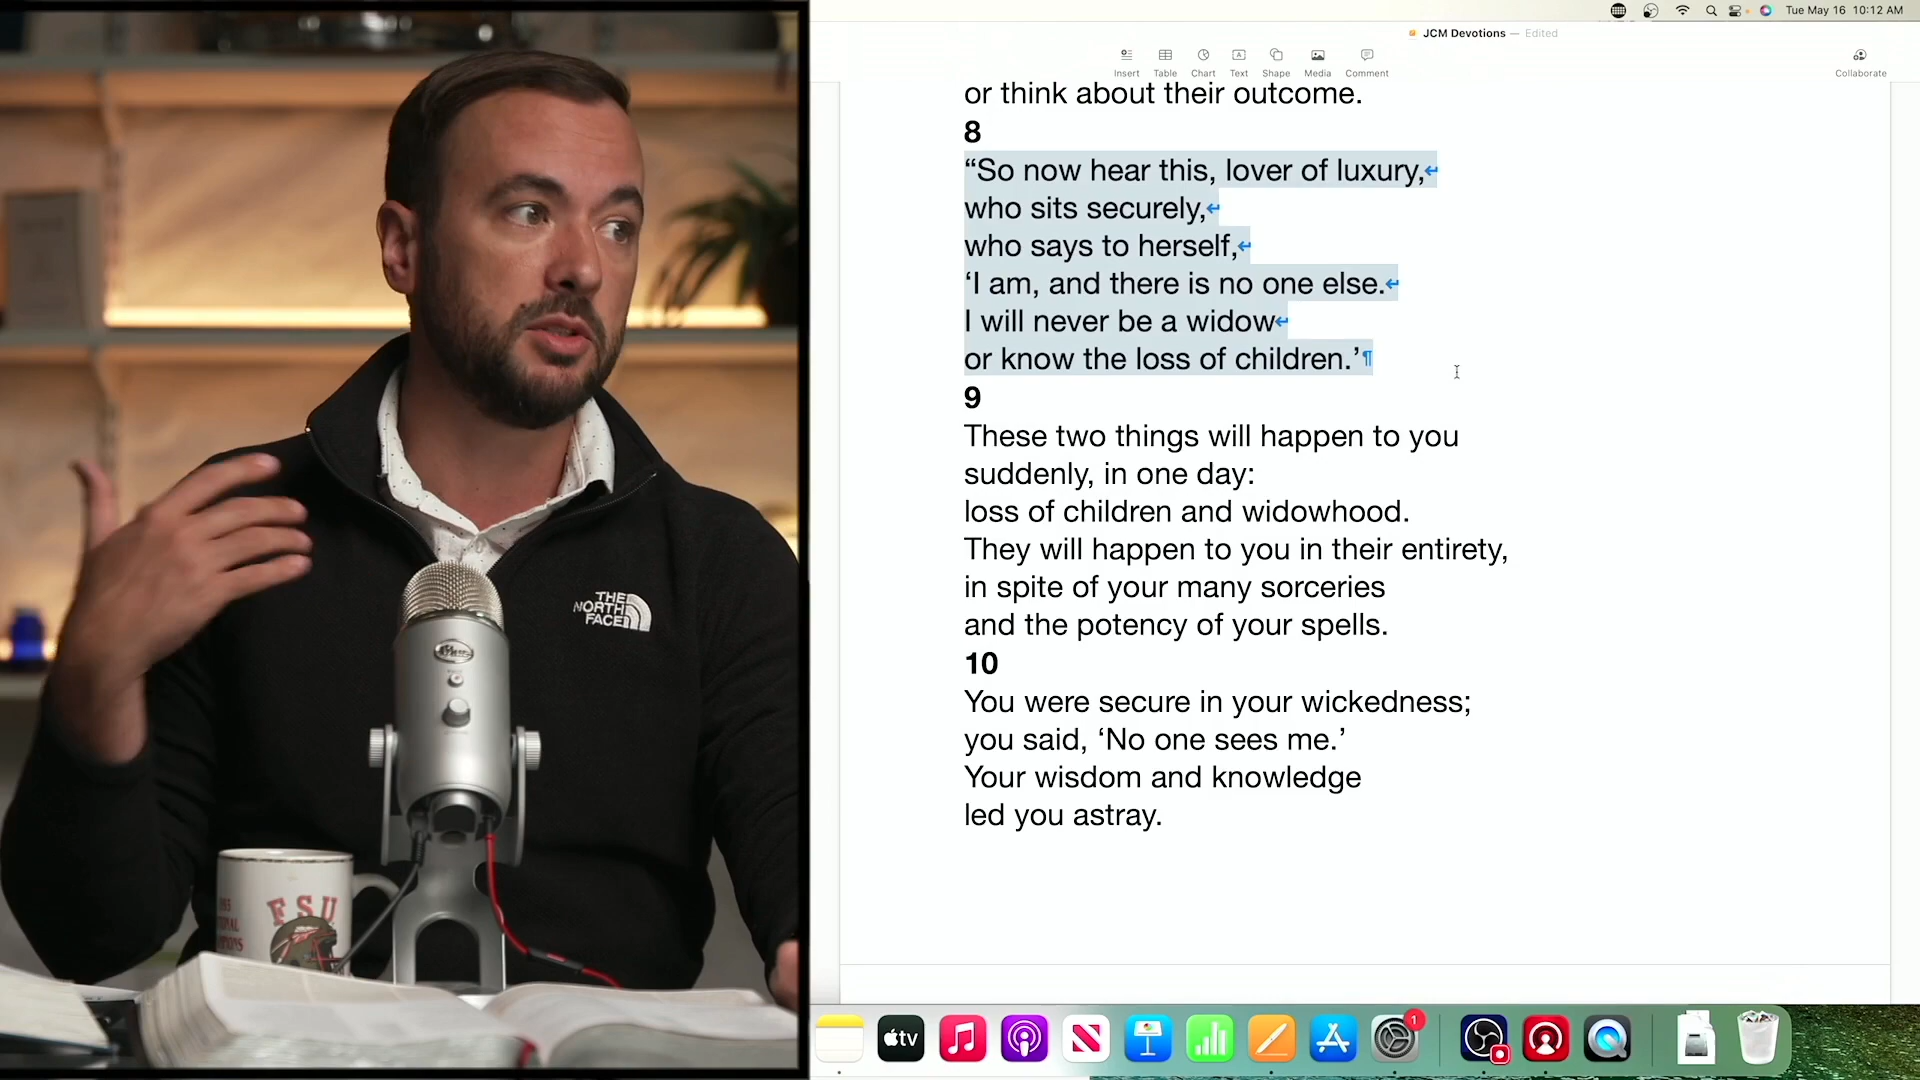 Tue May 16 10:12 AM
JCM Devotions — Edited
Insert Table Chart Text Shape Media Comment Collaborate
or think about their outcome.
8
“So now hear this, lover of luxury,
who sits securely,
who says to herself,
‘I am, and there is no one else.
I will never be a widow
or know the loss of children.’
9
These two things will happen to you
suddenly, in one day:
loss of children and widowhood.
They will happen to you in their entirety,
in spite of your many sorceries
and the potency of your spells.
10
You were secure in your wickedness;
you said, ‘No one sees me.’
Your wisdom and knowledge
led you astray.
THE
NORTH
FACE
FSU
tv
1